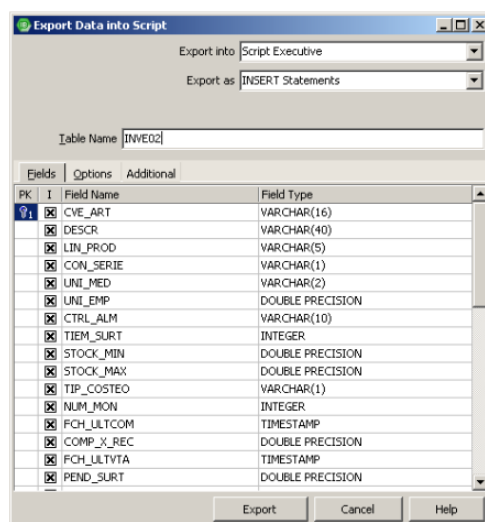 Export Data into Script
Export into Script Executive
Export as INSERT Statements
Table Name INVE02
Fields Options Additional
PK I Field Name Field Type
1 CVE_ART VARCHAR(16)
DESCR VARCHAR(40)
LIN_PROD VARCHAR(5)
CON_SERIE VARCHAR(1)
UNI_MED VARCHAR(2)
UNI_EMP DOUBLE PRECISION
CTRL_ALM VARCHAR(10)
TIEM_SURT INTEGER
STOCK_MIN DOUBLE PRECISION
STOCK_MAX DOUBLE PRECISION
TIP_COSTEO VARCHAR(1)
NUM_MON INTEGER
FCH_ULTCOM TIMESTAMP
COMP_X_REC DOUBLE PRECISION
FCH_ULTVTA TIMESTAMP
PEND_SURT DOUBLE PRECISION
Export Cancel Help